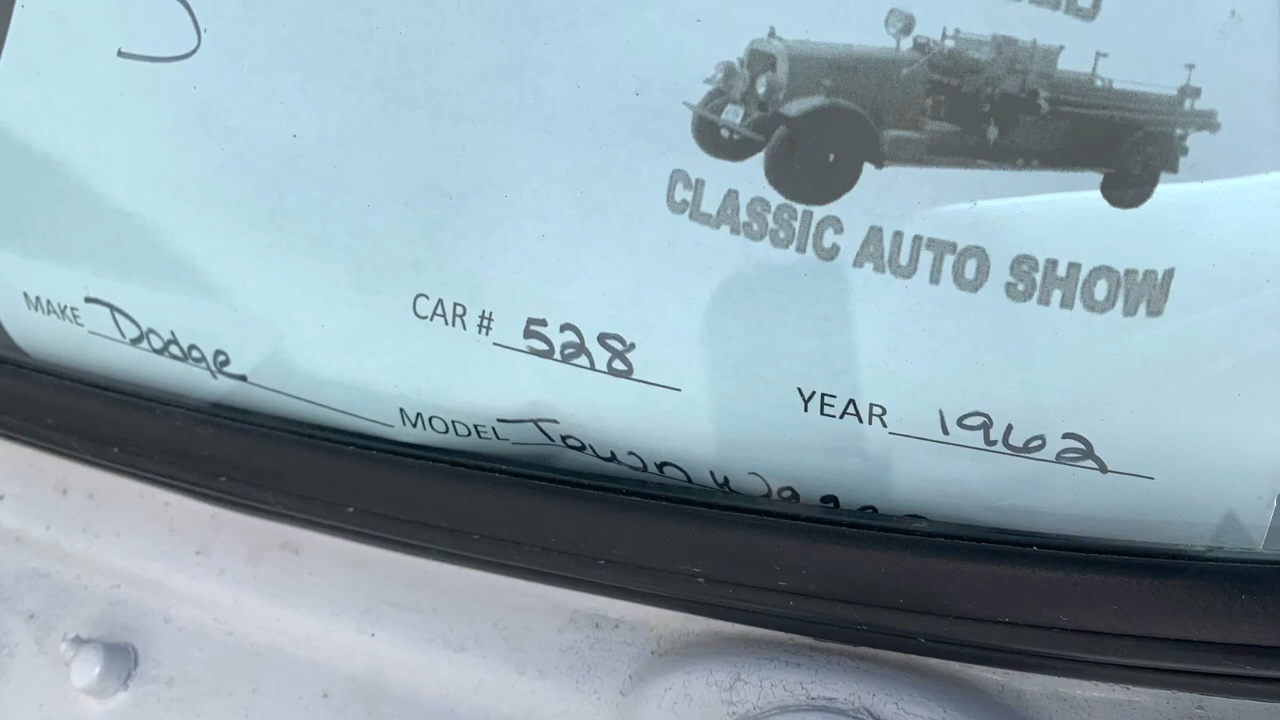 CLASSIC AUTO SHOW
CAR # 528
MAKE Dodge
YEAR 1962
MODEL Town Wagon